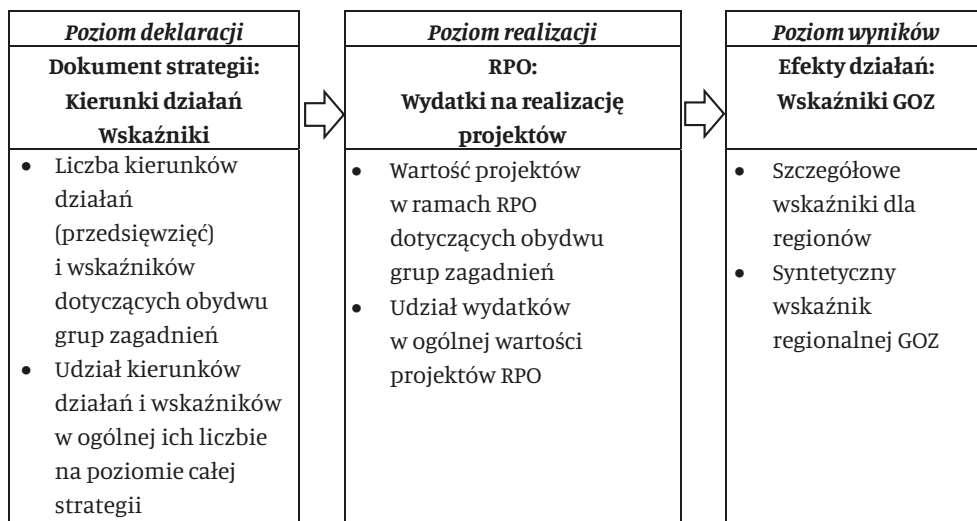 Poziom deklaracji
Dokument strategii:
Kierunki działań
Wskaźniki
• Liczba kierunków
działań
(przedsięwzięć)
i wskaźników
dotyczących obydwu
grup zagadnień
• Udział kierunków
działań i wskaźników
w ogólnej ich liczbie
na poziomie całej
strategii
Poziom realizacji
RPO:
Wydatki na realizację
projektów
• Wartość projektów
w ramach RPO
dotyczących obydwu
grup zagadnień
• Udział wydatków
w ogólnej wartości
projektów RPO
Poziom wyników
Efekty działań:
Wskaźniki GOZ
• Szczegółowe
wskaźniki dla
regionów
• Syntetyczny
wskaźnik
regionalnej GOZ